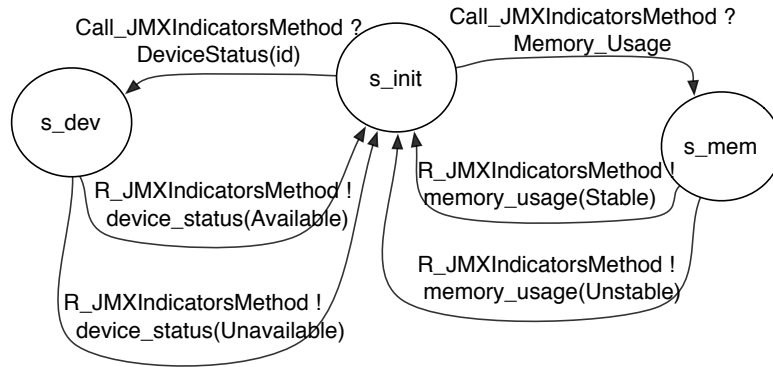 Call_JMXIndicatorsMethod ?
DeviceStatus(id)
Call_JMXIndicatorsMethod ?
Memory_Usage
s_init
s_dev
s_mem
R_JMXIndicatorsMethod !
device_status(Available)
R_JMXIndicatorsMethod !
memory_usage(Stable)
R_JMXIndicatorsMethod !
device_status(Unavailable)
R_JMXIndicatorsMethod !
memory_usage(Unstable)